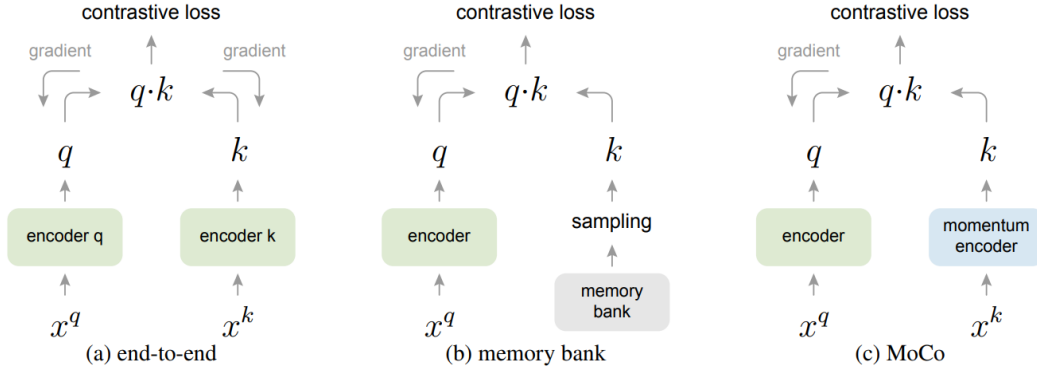 contrastive loss
gradient
gradient
q·k
q
k
encoder q
encoder k
x^q
x^k
(a) end-to-end
contrastive loss
gradient
q·k
q
k
encoder
sampling
memory
bank
x^q
(b) memory bank
contrastive loss
gradient
q·k
q
k
encoder
momentum
encoder
x^q
x^k
(c) MoCo